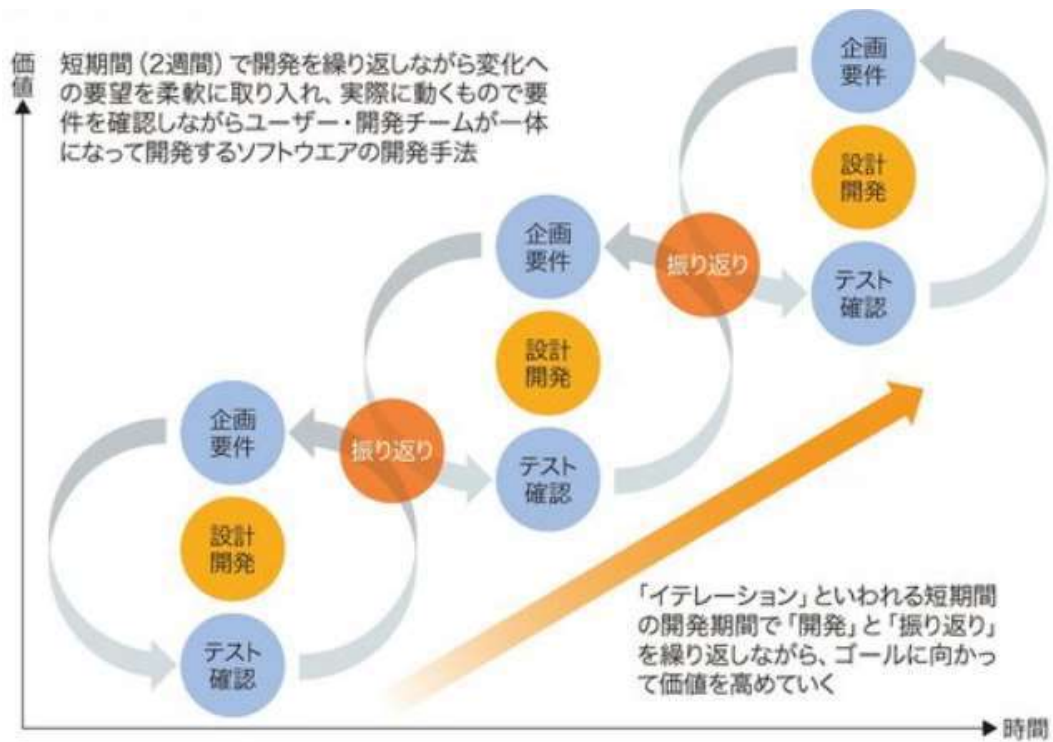 価値
短期間(2週間)で開発を繰り返しながら変化へ
の要望を柔軟に取り入れ、実際に動くもので要
件を確認しながらユーザー・開発チームが一体
になって開発するソフトウエアの開発手法
企画
要件
設計
開発
テスト
確認
振り返り
企画
要件
設計
開発
テスト
確認
振り返り
企画
要件
設計
開発
テスト
確認
「イテレーション」といわれる短期間
の開発期間で「開発」と「振り返り」
を繰り返しながら、ゴールに向かっ
て価値を高めていく
時間